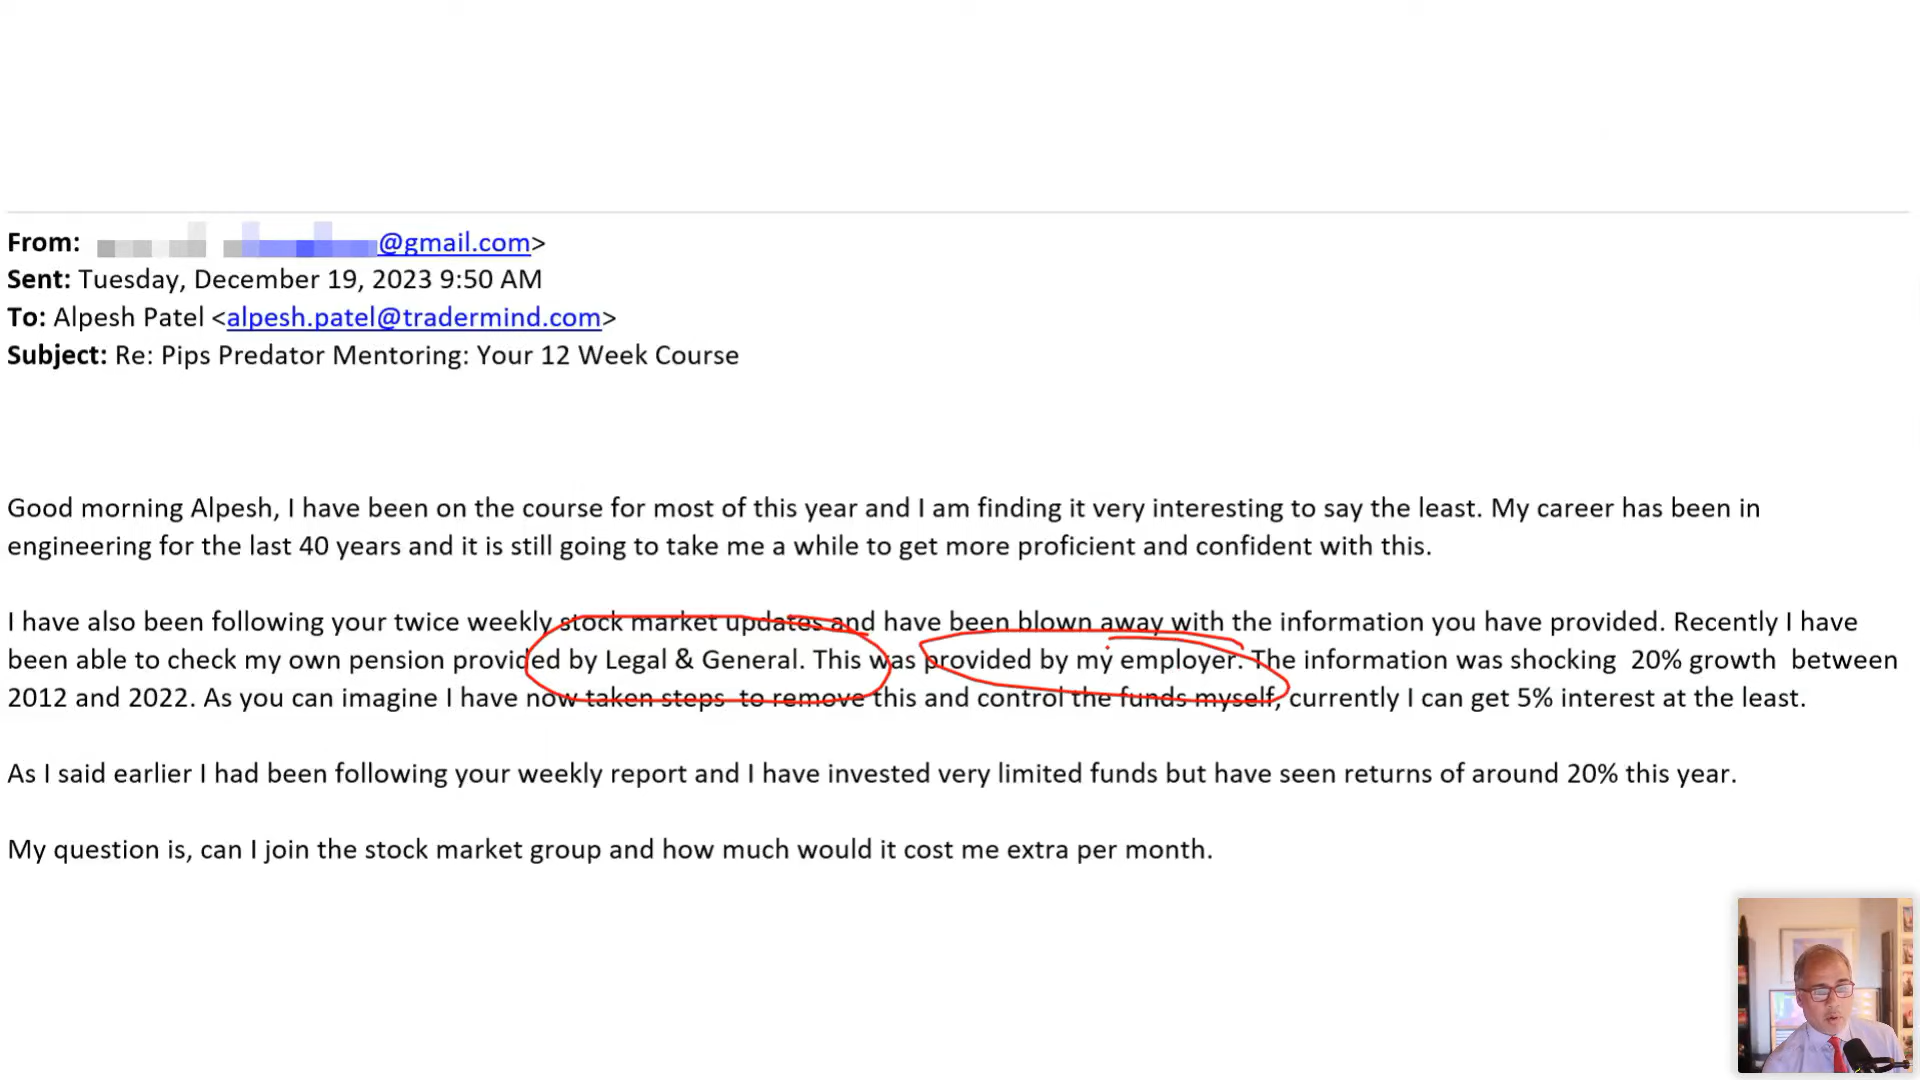 From: @gmail.com>
Sent: Tuesday, December 19, 2023 9:50 AM
To: Alpesh Patel <alpesh.patel@tradermind.com>
Subject: Re: Pips Predator Mentoring: Your 12 Week Course
Good morning Alpesh, I have been on the course for most of this year and I am finding it very interesting to say the least. My career has been in
engineering for the last 40 years and it is still going to take me a while to get more proficient and confident with this.
I have also been following your twice weekly stock market updates and have been blown away with the information you have provided. Recently I have
been able to check my own pension provided by Legal & General. This was provided by my employer. The information was shocking  20% growth  between
2012 and 2022. As you can imagine I have now taken steps  to remove this and control the funds myself, currently I can get 5% interest at the least.
As I said earlier I had been following your weekly report and I have invested very limited funds but have seen returns of around 20% this year.
My question is, can I join the stock market group and how much would it cost me extra per month.